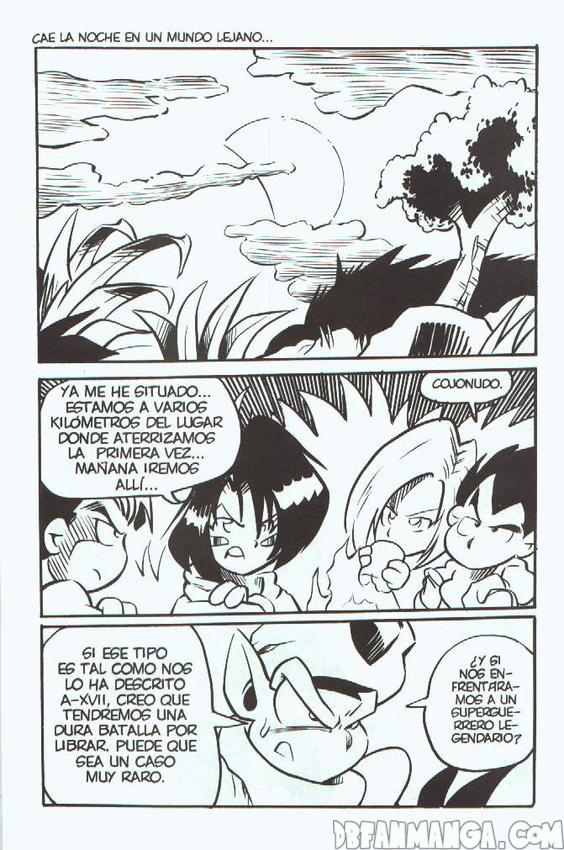 CAE LA NOCHE EN UN MUNDO LEJANO...
YA ME HE SITUADO...
ESTAMOS A VARIOS
KILÓMETROS DEL LUGAR
DONDE ATERRIZAMOS
LA PRIMERA VEZ...
MAÑANA IREMOS
ALLÍ...
COJONUDO.
SI ESE TIPO
ES TAL COMO NOS
LO HA DESCRITO
A-XVII, CREO QUE
TENDREMOS UNA
DURA BATALLA POR
LIBRAR. PUEDE QUE
SEA UN CASO
MUY RARO.
¿Y SI
NOS EN-
FRENTÁRA-
MOS A UN
SUPERGUE-
RRERO LE-
GENDARIO?
DBFANMANGA.COM